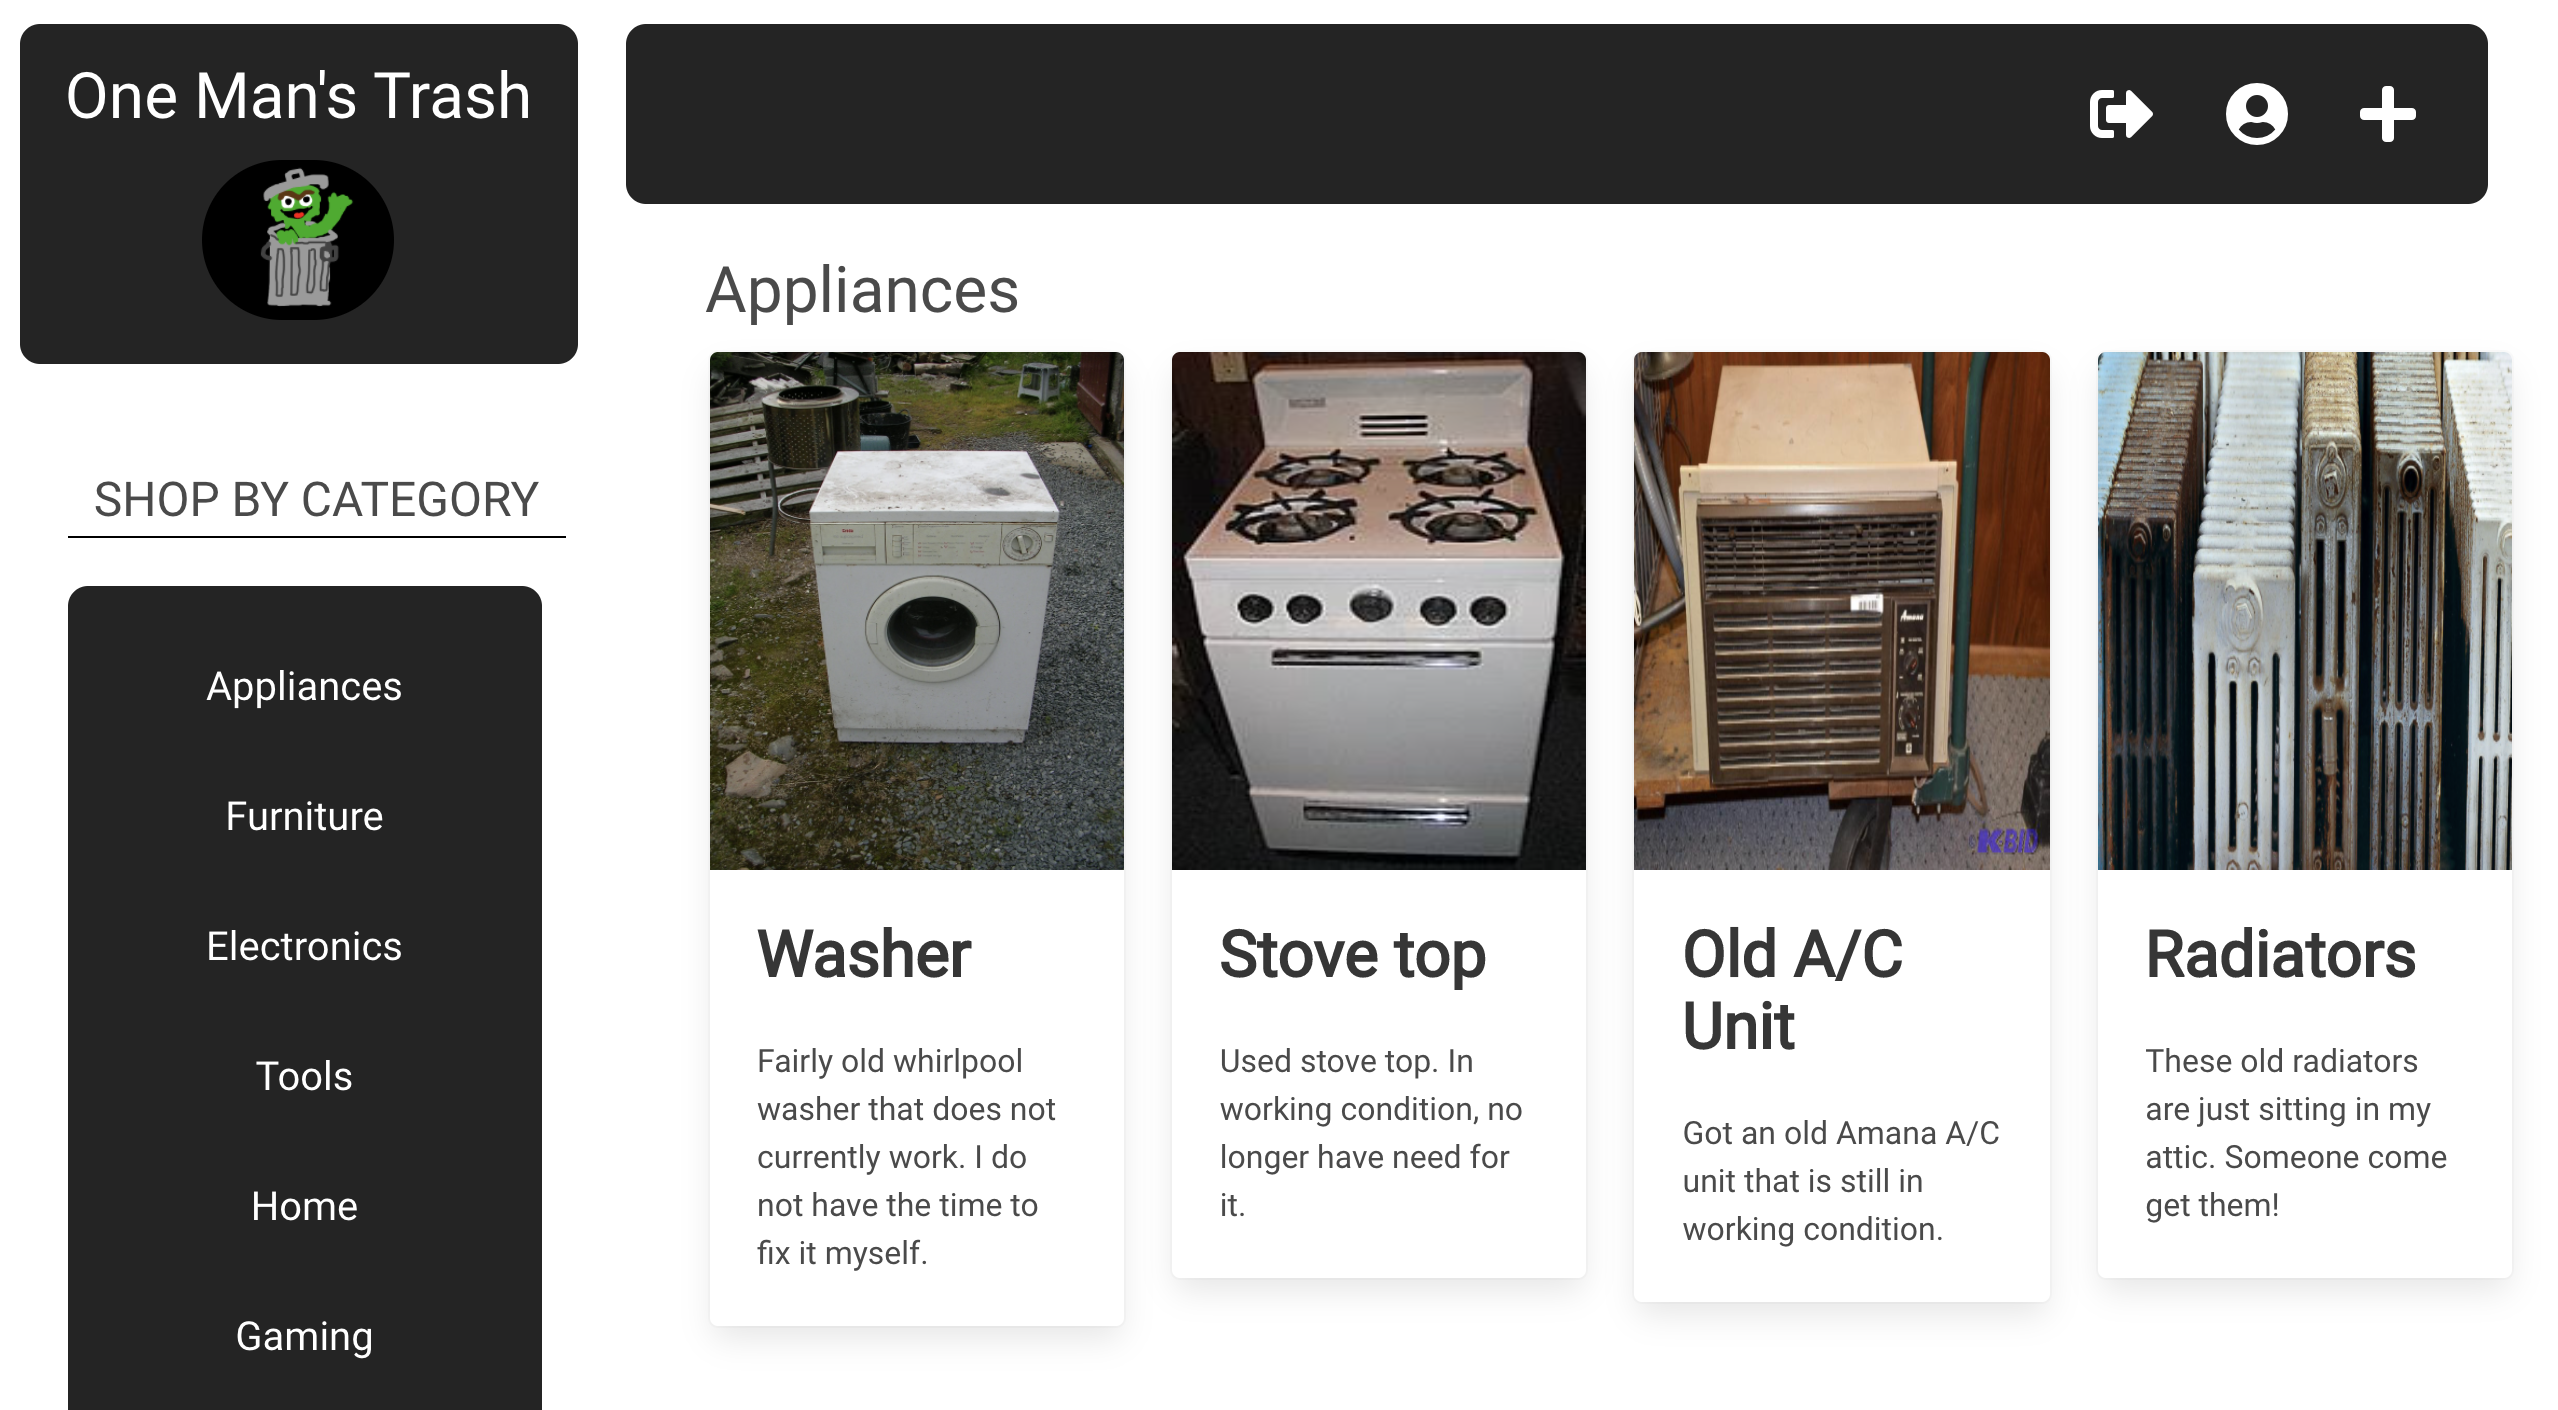 One Man's Trash
SHOP BY CATEGORY
Appliances
Furniture
Electronics
Tools
Home
Gaming
Appliances
Washer
Fairly old whirlpool
washer that does not
currently work. I do
not have the time to
fix it myself.
Stove top
Used stove top. In
working condition, no
longer have need for
it.
Amana
KBID
Old A/C
Unit
Got an old Amana A/C
unit that is still in
working condition.
Radiators
These old radiators
are just sitting in my
attic. Someone come
get them!